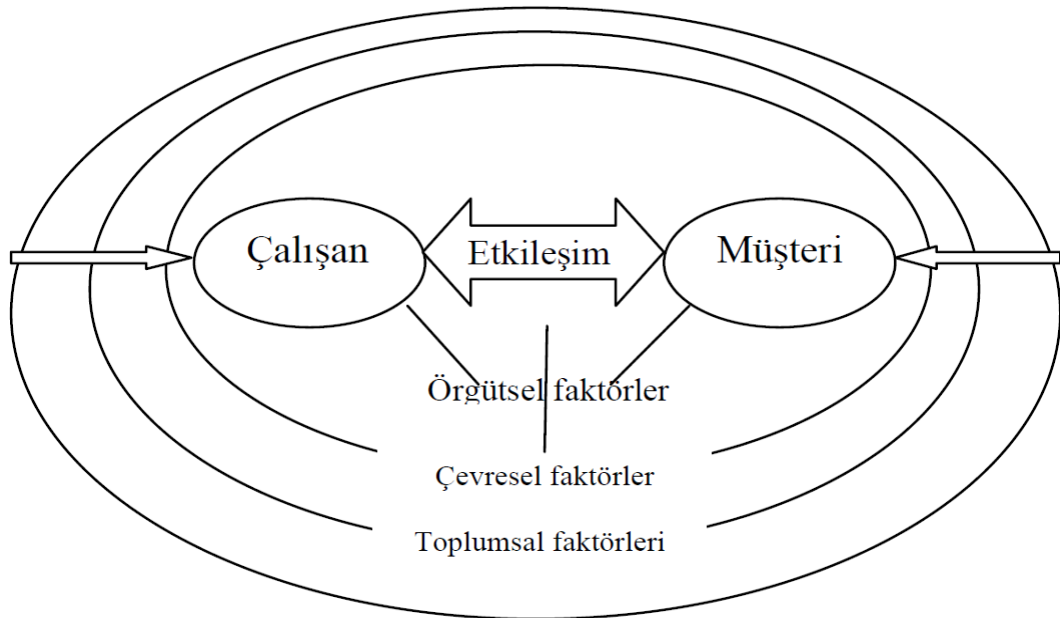 Çalışan
Etkileşim
Müşteri
Örgütsel faktörler
Çevresel faktörler
Toplumsal faktörleri